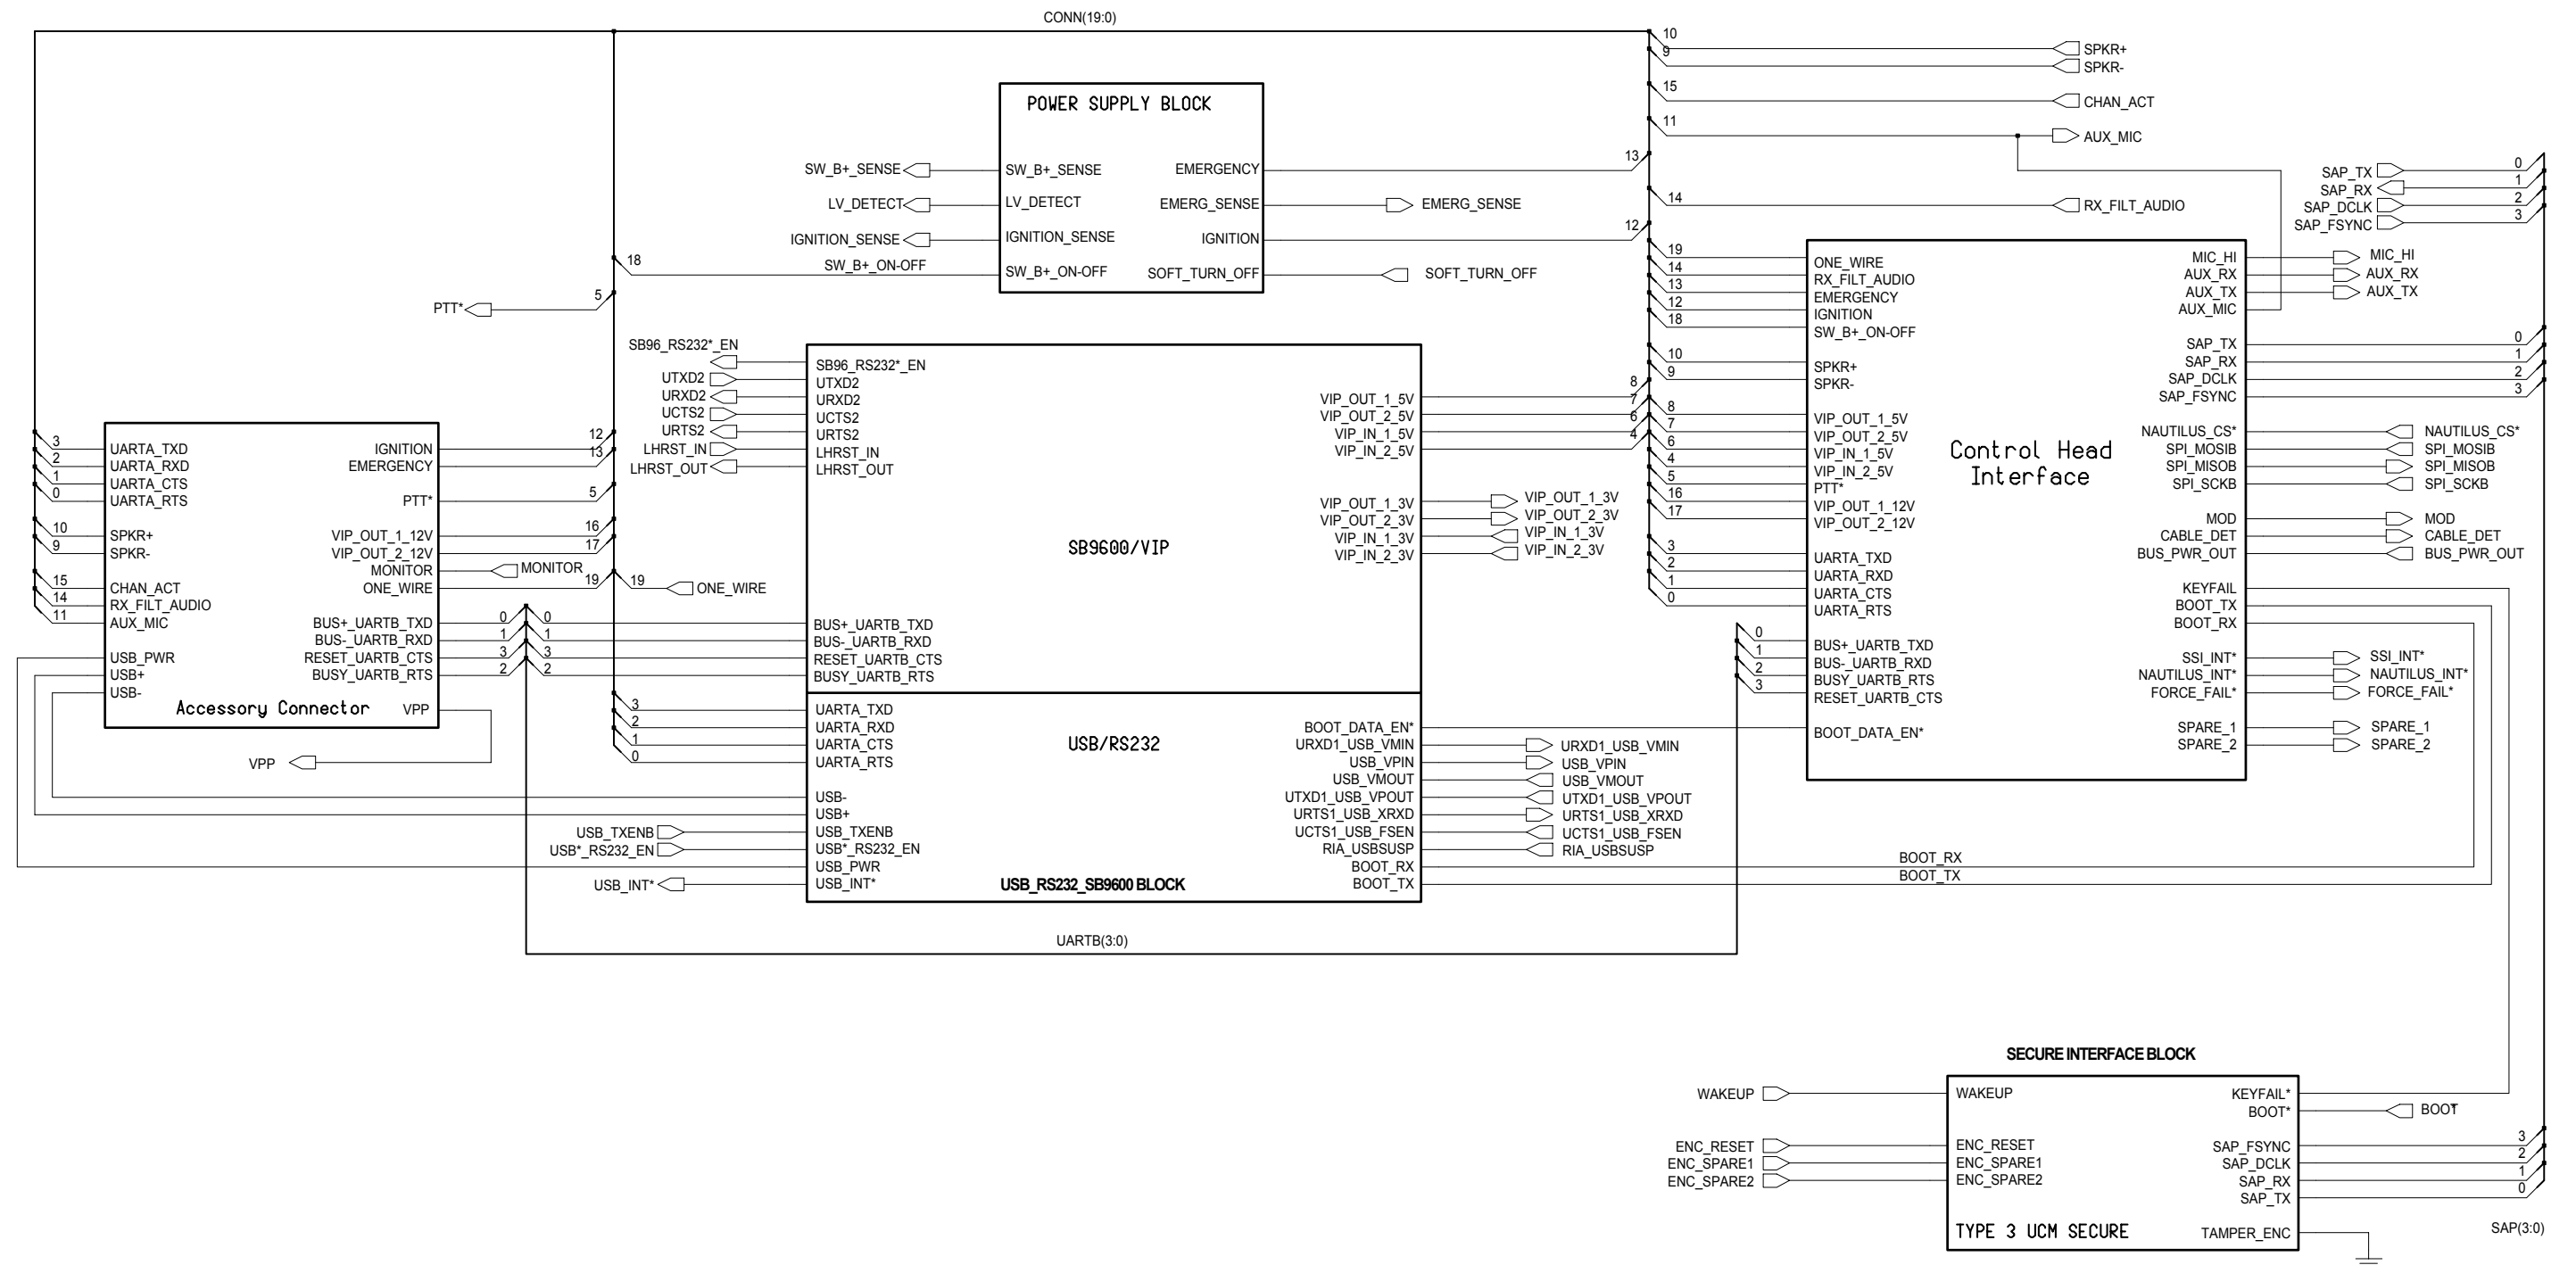 CONN(19:0)
10
SPKR+
9
SPKR-
15
CHAN_ACT
11
AUX_MIC
14
RX_FILT_AUDIO
POWER SUPPLY BLOCK
SW_B+_SENSE
SW_B+_SENSE
EMERGENCY
13
LV_DETECT
LV_DETECT
EMERG_SENSE
EMERG_SENSE
IGNITION_SENSE
IGNITION_SENSE
IGNITION
12
18
SW_B+_ON-OFF
SW_B+_ON-OFF
SOFT_TURN_OFF
SOFT_TURN_OFF
5
PTT*
SAP_TX
0
SAP_RX
1
SAP_DCLK
2
SAP_FSYNC
3
Accessory Connector
3
UARTA_TXD
2
UARTA_RXD
1
UARTA_CTS
0
UARTA_RTS
10
SPKR+
9
SPKR-
15
CHAN_ACT
14
RX_FILT_AUDIO
11
AUX_MIC
USB_PWR
USB+
USB-
IGNITION
12
EMERGENCY
13
PTT*
5
VIP_OUT_1_12V
16
VIP_OUT_2_12V
17
MONITOR
MONITOR
ONE_WIRE
19
19
ONE_WIRE
BUS+_UARTB_TXD
0
0
BUS-_UARTB_RXD
1
1
RESET_UARTB_CTS
3
3
BUSY_UARTB_RTS
2
2
VPP
VPP
SB96_RS232*_EN
SB96_RS232*_EN
UTXD2
UTXD2
URXD2
URXD2
UCTS2
UCTS2
URTS2
URTS2
LHRST_IN
LHRST_IN
LHRST_OUT
LHRST_OUT
SB9600/VIP
VIP_OUT_1_5V
8
VIP_OUT_2_5V
7
VIP_IN_1_5V
6
VIP_IN_2_5V
4
VIP_OUT_1_3V
VIP_OUT_1_3V
VIP_OUT_2_3V
VIP_OUT_2_3V
VIP_IN_1_3V
VIP_IN_1_3V
VIP_IN_2_3V
VIP_IN_2_3V
BUS+_UARTB_TXD
BUS-_UARTB_RXD
RESET_UARTB_CTS
BUSY_UARTB_RTS
3
UARTA_TXD
2
UARTA_RXD
1
UARTA_CTS
0
UARTA_RTS
USB/RS232
USB-
USB+
USB_TXENB
USB_TXENB
USB*_RS232_EN
USB*_RS232_EN
USB_PWR
USB_INT*
USB_INT*
USB_RS232_SB9600 BLOCK
BOOT_DATA_EN*
URXD1_USB_VMIN
URXD1_USB_VMIN
USB_VPIN
USB_VPIN
USB_VMOUT
USB_VMOUT
UTXD1_USB_VPOUT
UTXD1_USB_VPOUT
URTS1_USB_XRXD
URTS1_USB_XRXD
UCTS1_USB_FSEN
UCTS1_USB_FSEN
RIA_USBSUSP
RIA_USBSUSP
BOOT_RX
BOOT_RX
BOOT_TX
BOOT_TX
UARTB(3:0)
Control Head
Interface
19
ONE_WIRE
14
RX_FILT_AUDIO
13
EMERGENCY
12
IGNITION
18
SW_B+_ON-OFF
10
SPKR+
9
SPKR-
8
VIP_OUT_1_5V
7
VIP_OUT_2_5V
6
VIP_IN_1_5V
4
VIP_IN_2_5V
5
PTT*
16
VIP_OUT_1_12V
17
VIP_OUT_2_12V
3
UARTA_TXD
2
UARTA_RXD
1
UARTA_CTS
0
UARTA_RTS
0
BUS+_UARTB_TXD
1
BUS-_UARTB_RXD
2
BUSY_UARTB_RTS
3
RESET_UARTB_CTS
BOOT_DATA_EN*
MIC_HI
MIC_HI
AUX_RX
AUX_RX
AUX_TX
AUX_TX
AUX_MIC
SAP_TX
0
SAP_RX
1
SAP_DCLK
2
SAP_FSYNC
3
NAUTILUS_CS*
NAUTILUS_CS*
SPI_MOSIB
SPI_MOSIB
SPI_MISOB
SPI_MISOB
SPI_SCKB
SPI_SCKB
MOD
MOD
CABLE_DET
CABLE_DET
BUS_PWR_OUT
BUS_PWR_OUT
KEYFAIL
BOOT_TX
BOOT_RX
SSI_INT*
SSI_INT*
NAUTILUS_INT*
NAUTILUS_INT*
FORCE_FAIL*
FORCE_FAIL*
SPARE_1
SPARE_1
SPARE_2
SPARE_2
SECURE INTERFACE BLOCK
WAKEUP
WAKEUP
KEYFAIL*
BOOT*
BOOT*
ENC_RESET
ENC_RESET
ENC_SPARE1
ENC_SPARE1
ENC_SPARE2
ENC_SPARE2
SAP_FSYNC
3
SAP_DCLK
2
SAP_RX
1
SAP_TX
0
TYPE 3 UCM SECURE
TAMPER_ENC
SAP(3:0)